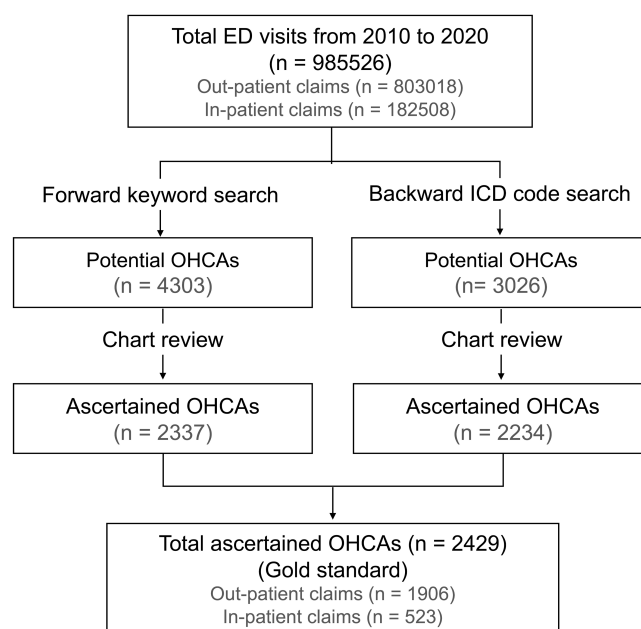 Total ED visits from 2010 to 2020
(n = 985526)
Out-patient claims (n = 803018)
In-patient claims (n = 182508)
Forward keyword search
Backward ICD code search
Potential OHCAs
(n = 4303)
Potential OHCAs
(n= 3026)
Chart review
Chart review
Ascertained OHCAs
(n = 2337)
Ascertained OHCAs
(n = 2234)
Total ascertained OHCAs (n = 2429)
(Gold standard)
Out-patient claims (n = 1906)
In-patient claims (n = 523)